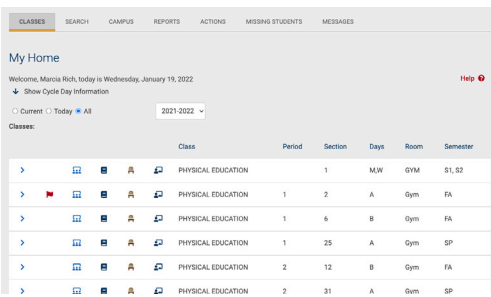 CLASSES SEARCH CAMPUS REPORTS ACTIONS MISSING STUDENTS MESSAGES
My Home
Welcome, Marcia Rich, today is Wednesday, January 19, 2022
Help
Show Cycle Day Information
Current Today All 2021-2022
Classes:
Class Period Section Days Room Semester
PHYSICAL EDUCATION 1 M,W GYM S1, S2
PHYSICAL EDUCATION 1 2 A Gym FA
PHYSICAL EDUCATION 1 6 B Gym FA
PHYSICAL EDUCATION 1 25 A Gym SP
PHYSICAL EDUCATION 2 12 B Gym FA
PHYSICAL EDUCATION 2 31 A Gym SP